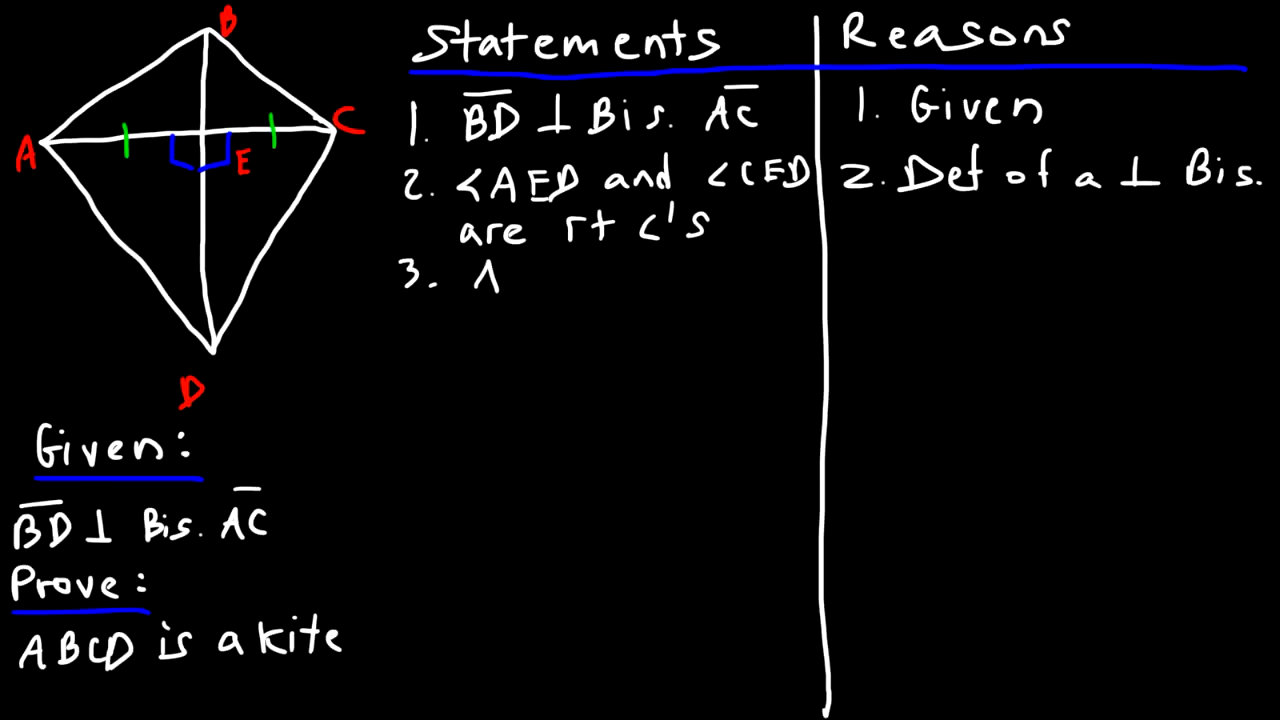 B
A
C
E
D
Given:
BD ⊥ Bis. AC
Prove:
ABCD is a kite
Statements
1. BD ⊥ Bis. AC
2. <AED and <CED
are rt <'s
3.
Reasons
1. Given
2. Def of a ⊥ Bis.